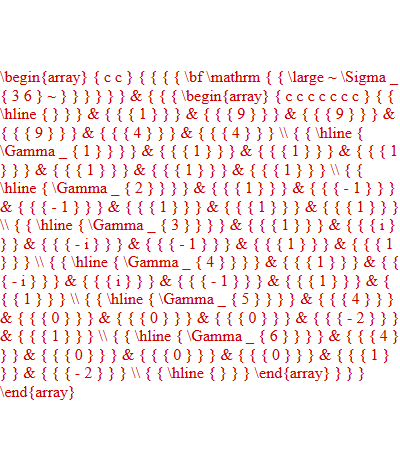 \begin{array} { c c } { { { { \bf \mathrm { { \large ~ \Sigma _
{ 3 6 } ~ } } } } } } & { { { \begin{array} { c c c c c c c } { {
\hline { } } } & { { { 1 } } } & { { { 9 } } } & { { { 9 } } } &
{ { { 9 } } } & { { { 4 } } } & { { { 4 } } } \\ { { \hline {
\Gamma _ { 1 } } } } & { { { 1 } } } & { { { 1 } } } & { { { 1
} } } & { { { 1 } } } & { { { 1 } } } & { { { 1 } } } \\ { {
\hline { \Gamma _ { 2 } } } } & { { { 1 } } } & { { { - 1 } } }
& { { { - 1 } } } & { { { 1 } } } & { { { 1 } } } & { { { 1 } } }
\\ { { \hline { \Gamma _ { 3 } } } } & { { { 1 } } } & { { { i }
} } & { { { - i } } } & { { { - 1 } } } & { { { 1 } } } & { { { 1
} } } \\ { { \hline { \Gamma _ { 4 } } } } & { { { 1 } } } & { {
{ - i } } } & { { { i } } } & { { { - 1 } } } & { { { 1 } } } & {
{ { 1 } } } \\ { { \hline { \Gamma _ { 5 } } } } & { { { 4 } } }
& { { { 0 } } } & { { { 0 } } } & { { { 0 } } } & { { { - 2 } } }
& { { { 1 } } } \\ { { \hline { \Gamma _ { 6 } } } } & { { { 4 }
} } & { { { 0 } } } & { { { 0 } } } & { { { 0 } } } & { { { 1 }
} } & { { { - 2 } } } \\ { { \hline { } } } \end{array} } } }
\end{array}